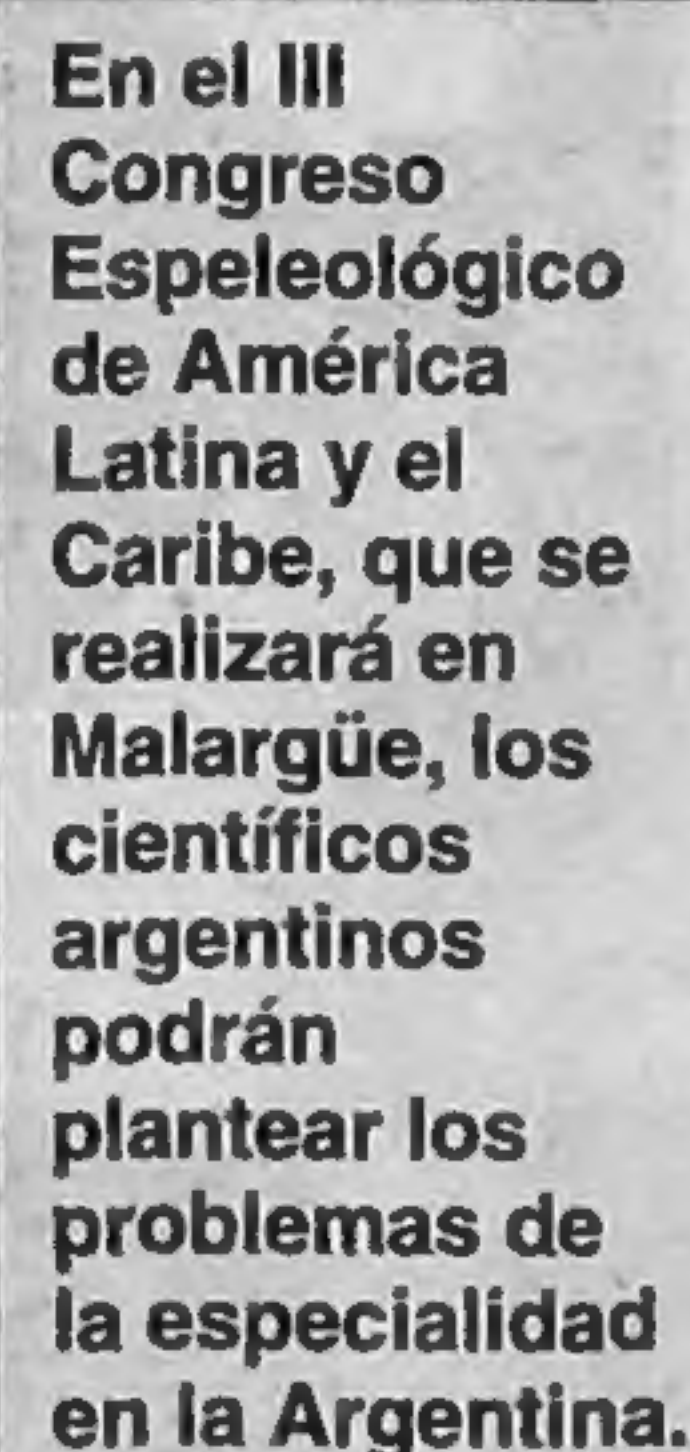 En el III
Congreso
Espeleológico
de América
Latina y el
Caribe, que se
realizará en
Malargüe, los
científicos
argentinos
podrán
plantear los
problemas de
la especialidad
en la Argentina.